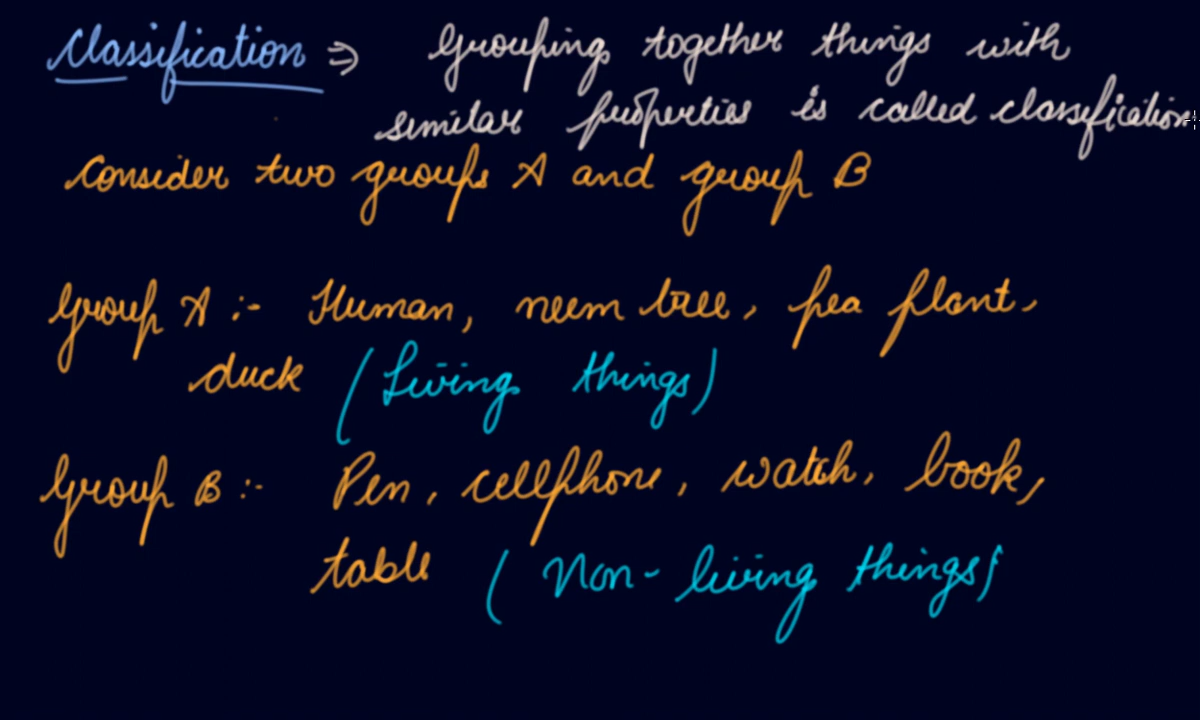 Classification ⇒ Grouping together things with
similar properties is called classification
Consider two groups A and group B
Group A :- Human, neem tree, pea plant,
duck (Living things)
Group B :- Pen, cellphone, watch, book,
table (Non-living things)